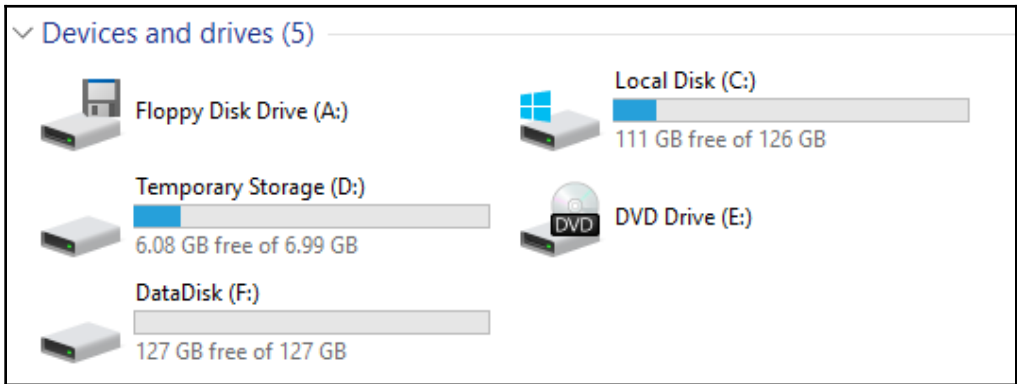 Devices and drives (5)
Floppy Disk Drive (A:)
Local Disk (C:)
111 GB free of 126 GB
Temporary Storage (D:)
6.08 GB free of 6.99 GB
DVD
DVD Drive (E:)
DataDisk (F:)
127 GB free of 127 GB